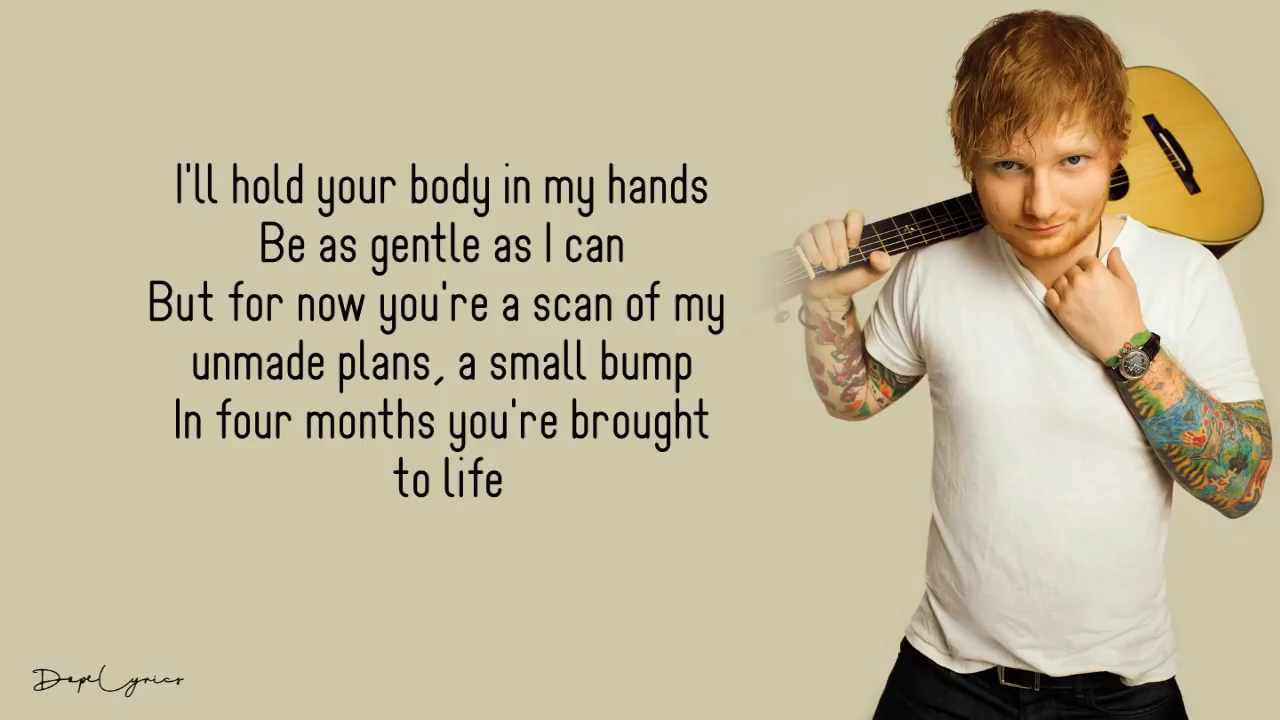 I'll hold your body in my hands
Be as gentle as I can
But for now you're a scan of my
unmade plans, a small bump
In four months you're brought
to life
DopeLyrics